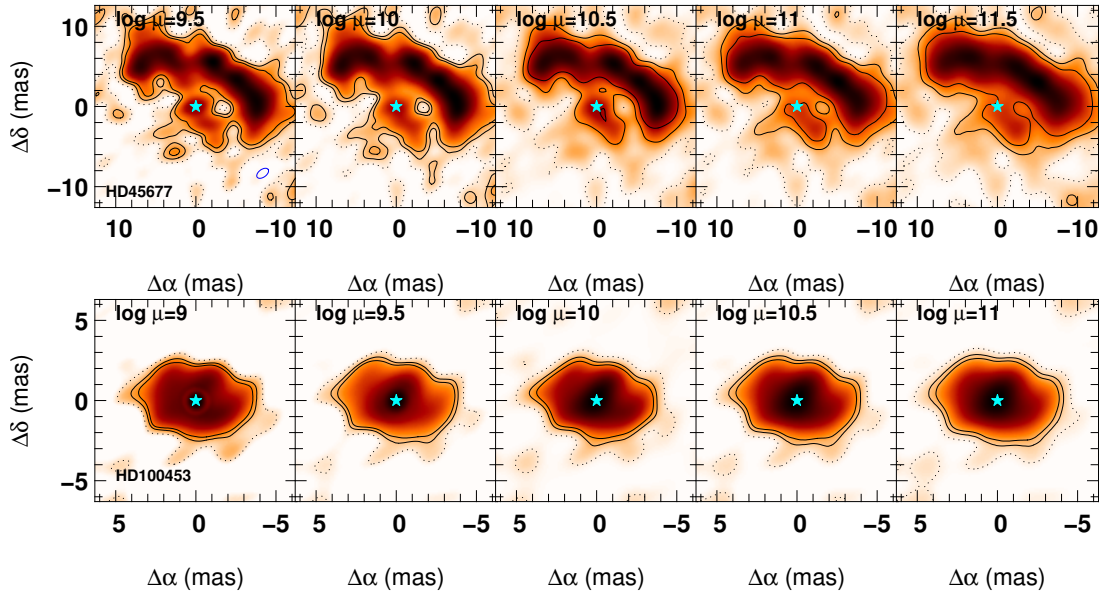 log μ=9.5 log μ=10 log μ=10.5 log μ=11 log μ=11.5
10
0
−10
Δδ (mas)
HD45677
10 0 −10 10 0 −10 10 0 −10 10 0 −10 10 0 −10
Δα (mas) Δα (mas) Δα (mas) Δα (mas) Δα (mas)
log μ=9 log μ=9.5 log μ=10 log μ=10.5 log μ=11
5
0
−5
Δδ (mas)
HD100453
5 0 −5 5 0 −5 5 0 −5 5 0 −5 5 0 −5
Δα (mas) Δα (mas) Δα (mas) Δα (mas) Δα (mas)